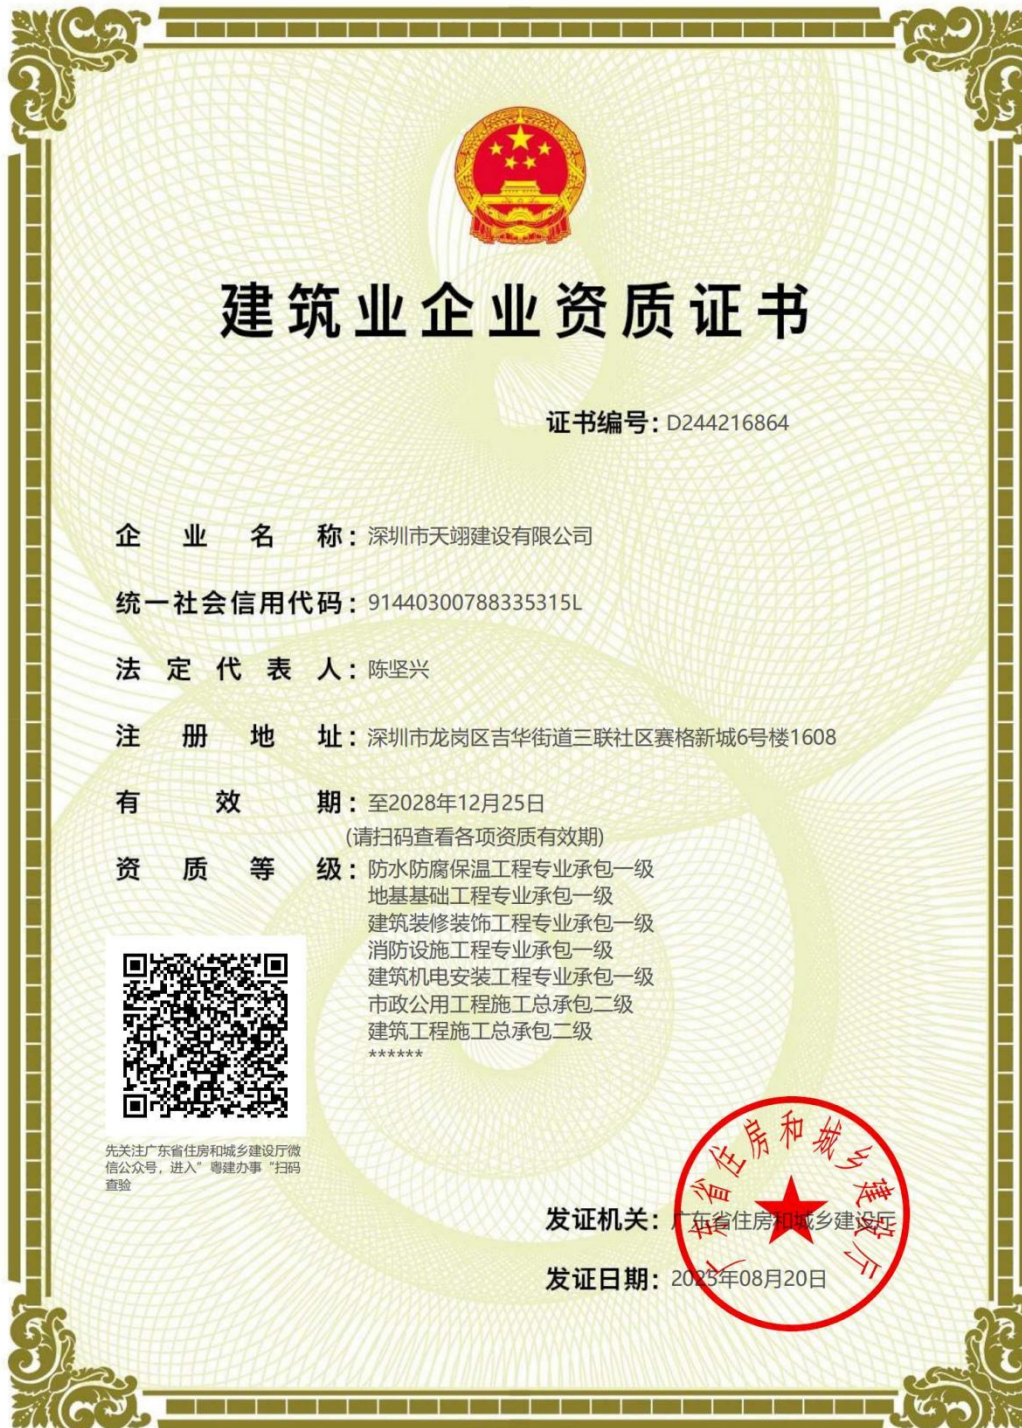 建筑业企业资质证书
证书编号：D244216864
企业名称：深圳市天翊建设有限公司
统一社会信用代码：91440300788335315L
法定代表人：陈坚兴
注册地址：深圳市龙岗区吉华街道三联社区赛格新城6号楼1608
有效期：至2028年12月25日
(请扫码查看各项资质有效期)
资质等级：防水防腐保温工程专业承包一级
地基基础工程专业承包一级
建筑装修装饰工程专业承包一级
消防设施工程专业承包一级
建筑机电安装工程专业承包一级
市政公用工程施工总承包二级
建筑工程施工总承包二级
******
先关注广东省住房和城乡建设厅微
信公众号，进入”粤建办事“扫码
查验
发证机关：广东省住房和城乡建设厅
发证日期：2025年08月20日
广东省住房和城乡建设厅